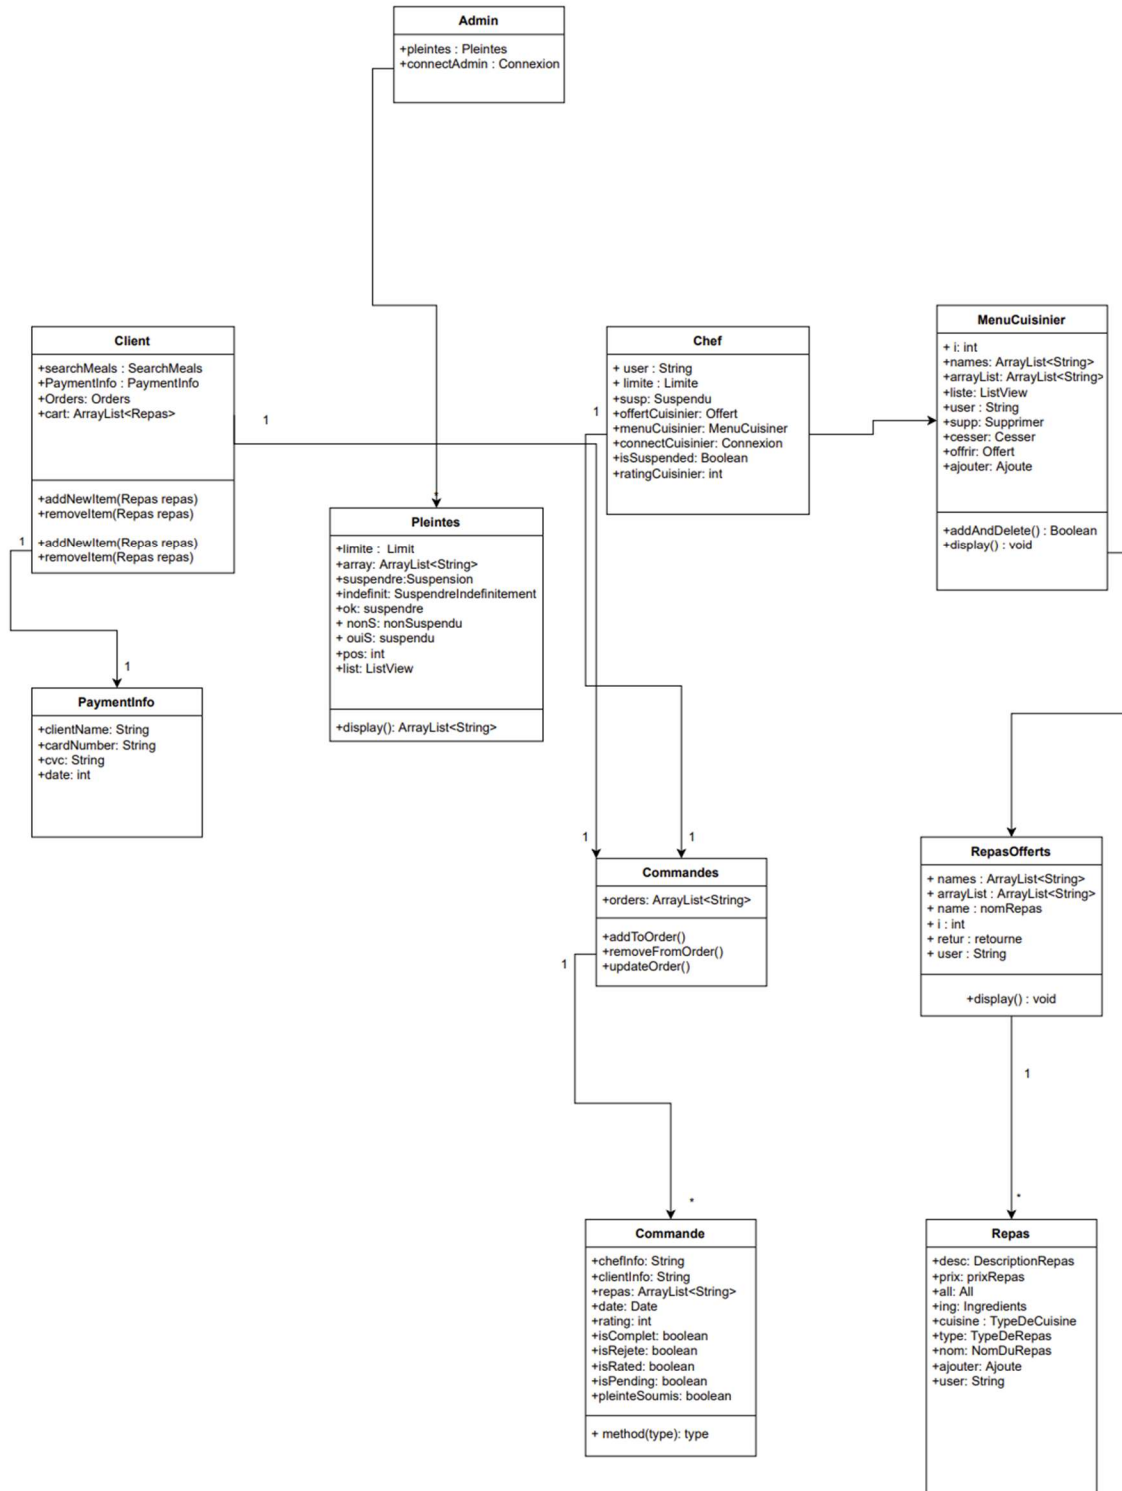 Admin
+pleintes : Pleintes
+connectAdmin : Connexion
Client
+searchMeals : SearchMeals
+PaymentInfo : PaymentInfo
+Orders: Orders
+cart: ArrayList<Repas>
+addNewItem(Repas repas)
+removeItem(Repas repas)
+addNewItem(Repas repas)
+removeItem(Repas repas)
1
1
1
PaymentInfo
+clientName: String
+cardNumber: String
+cvc: String
+date: int
*
Pleintes
+limite : Limit
+array: ArrayList<String>
+suspendre:Suspension
+indefinit: SuspendreIndefinitement
+ok: suspendre
+ nonS: nonSuspendu
+ ouiS: suspendu
+pos: int
+list: ListView
+display(): ArrayList<String>
Chef
+ user : String
+ limite : Limite
+susp: Suspendu
+offertCuisinier: Offert
+menuCuisinier: MenuCuisiner
+connectCuisinier: Connexion
+isSuspended: Boolean
+ratingCuisinier: int
1
MenuCuisinier
+ i: int
+names: ArrayList<String>
+arrayList: ArrayList<String>
+liste: ListView
+user : String
+supp: Supprimer
+cesser: Cesser
+offrir: Offert
+ajouter: Ajoute
+addAndDelete() : Boolean
+display() : void
1
1
Commandes
+orders: ArrayList<String>
+addToOrder()
+removeFromOrder()
+updateOrder()
1
*
Commande
+chefInfo: String
+clientInfo: String
+repas: ArrayList<String>
+date: Date
+rating: int
+isComplet: boolean
+isRejete: boolean
+isRated: boolean
+isPending: boolean
+pleinteSoumis: boolean
+ method(type): type
RepasOfferts
+ names : ArrayList<String>
+ arrayList : ArrayList<String>
+ name : nomRepas
+ i : int
+ retur : retourne
+ user : String
+display() : void
1
*
Repas
+desc: DescriptionRepas
+prix: prixRepas
+all: All
+ing: Ingredients
+cuisine : TypeDeCuisine
+type: TypeDeRepas
+nom: NomDuRepas
+ajouter: Ajoute
+user: String